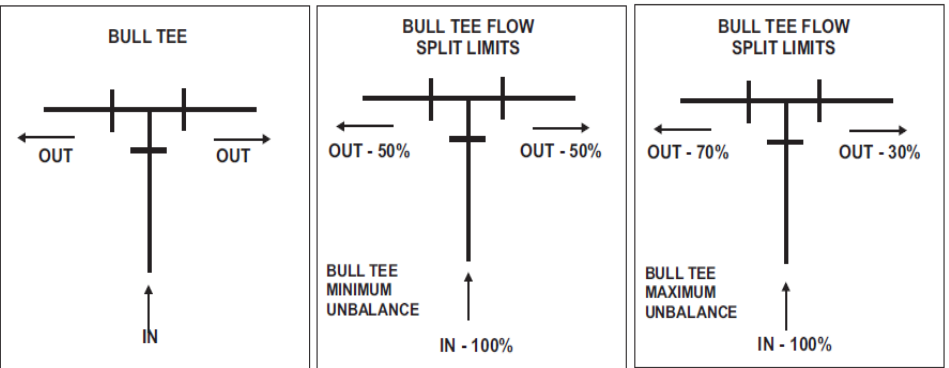 BULL TEE
OUT
OUT
IN
BULL TEE FLOW
SPLIT LIMITS
OUT - 50%
OUT - 50%
BULL TEE
MINIMUM
UNBALANCE
IN - 100%
BULL TEE FLOW
SPLIT LIMITS
OUT - 70%
OUT - 30%
BULL TEE
MAXIMUM
UNBALANCE
IN - 100%